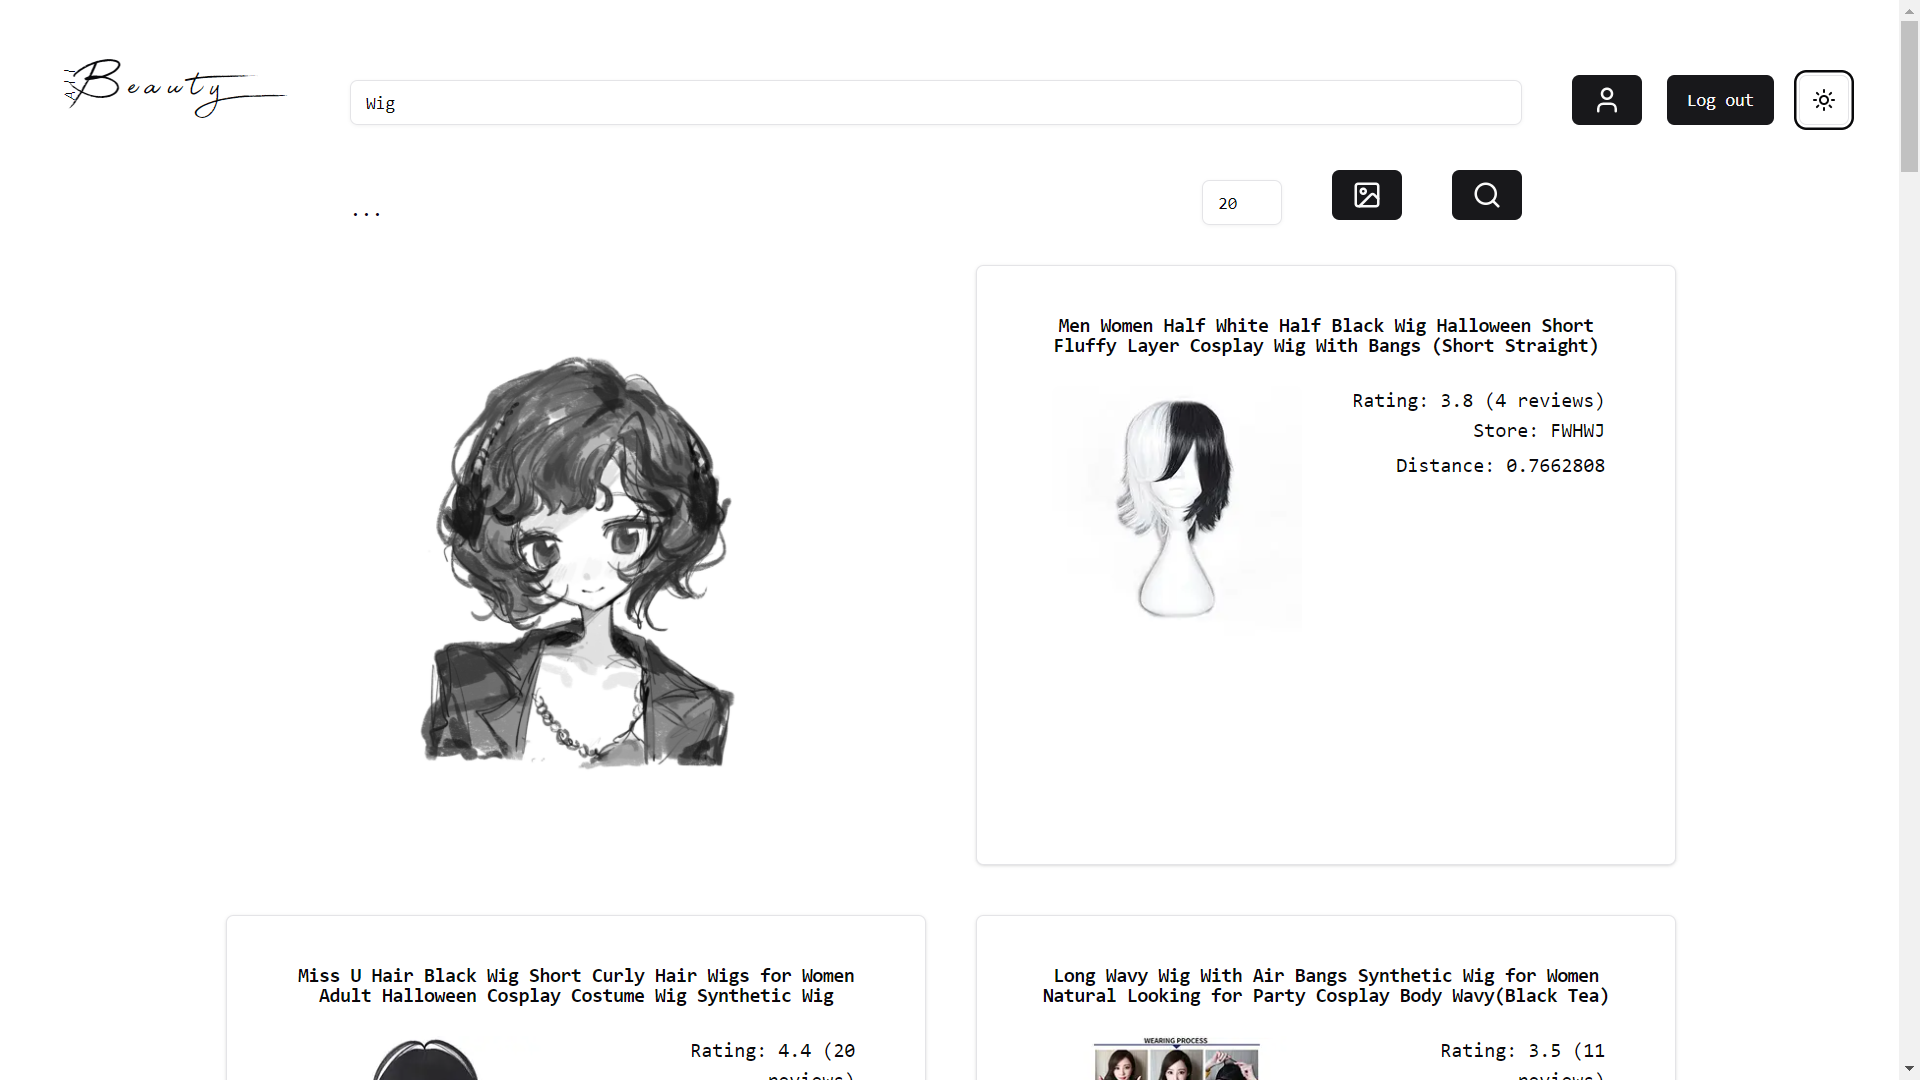 All Beauty
Wig
Log out
...
20
Men Women Half White Half Black Wig Halloween Short
Fluffy Layer Cosplay Wig With Bangs (Short Straight)
Rating: 3.8 (4 reviews)
Store: FWHWJ
Distance: 0.7662808
Miss U Hair Black Wig Short Curly Hair Wigs for Women
Adult Halloween Cosplay Costume Wig Synthetic Wig
Rating: 4.4 (20
reviews)
Long Wavy Wig With Air Bangs Synthetic Wig for Women
Natural Looking for Party Cosplay Body Wavy(Black Tea)
WEARING PROCESS
Rating: 3.5 (11
reviews)